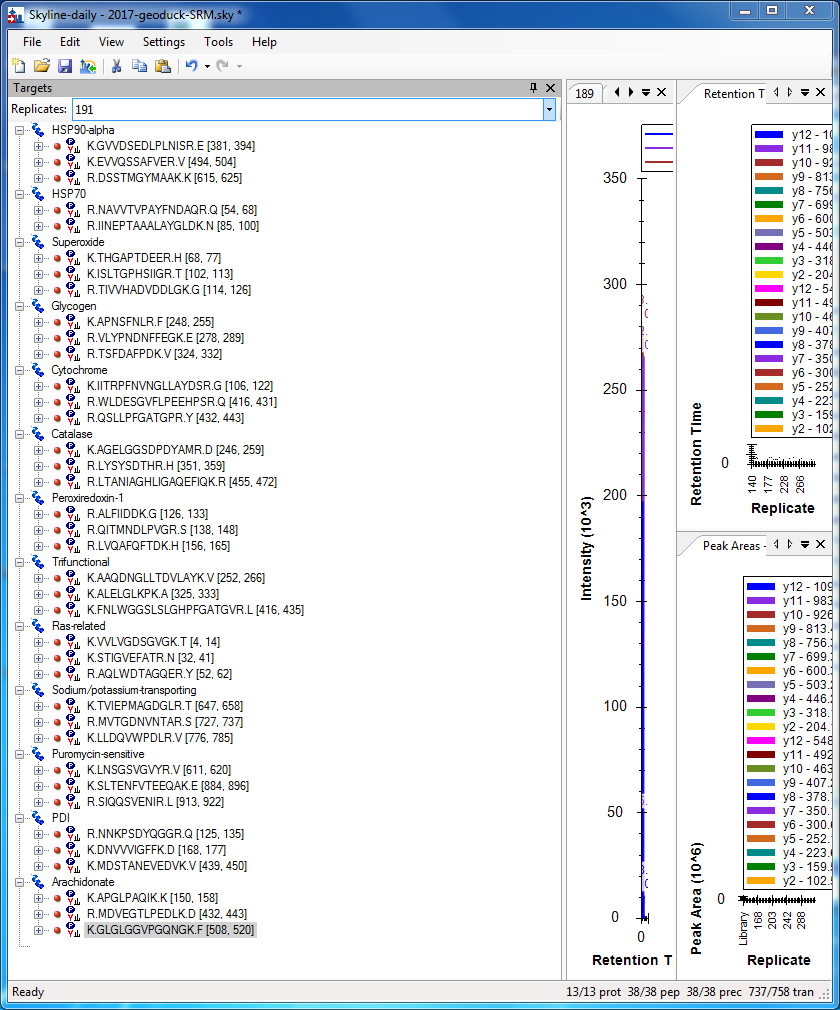 Skyline-daily - 2017-geoduck-SRM.sky *
File Edit View Settings Tools Help
Targets
Replicates: 191
HSP90-alpha
K.GVVDSEDLPLNISR.E [381, 394]
K.EVVQSSAFVER.V [494, 504]
R.DSSTMGYMAAK.K [615, 625]
HSP70
R.NAVVTVPAYFNDAQR.Q [54, 68]
R.IINEPTAAALAYGLDK.N [85, 100]
Superoxide
K.THGAPTDEER.H [68, 77]
K.ISLTGPHSIIGR.T [102, 113]
R.TIVVHADVDDLGK.G [114, 126]
Glycogen
K.APNSFNLR.F [248, 255]
R.VLYPNDNFFEGK.E [278, 289]
R.TSFDAFPDK.V [324, 332]
Cytochrome
K.IITRPFNVNGLLAYDSR.G [106, 122]
R.WLDESGVFLPEEHPSR.Q [416, 431]
R.QSLLPFGATGPR.Y [432, 443]
Catalase
K.AGELGGSDPDYAMR.D [246, 259]
R.LYSYSDTHR.H [351, 359]
R.LTANIAGHLIGAQEFIQK.R [455, 472]
Peroxiredoxin-1
R.ALFIIDDK.G [126, 133]
R.QITMNDLPVGR.S [138, 148]
R.LVQAFQFTDK.H [156, 165]
Trifunctional
K.AAQDNGLLTDVLAYK.V [252, 266]
K.ALELGLKPK.A [325, 333]
K.FNLWGGSLSLGHPFGATGVR.L [416, 435]
Ras-related
K.VVLVGDSGVGK.T [4, 14]
K.STIGVEFATR.N [32, 41]
R.AQLWDTAGQER.Y [52, 62]
Sodium/potassium-transporting
K.TVIEPMAGDGLR.T [647, 658]
R.MVTGDNVNTAR.S [727, 737]
K.LLDQVWPDLR.V [776, 785]
Puromycin-sensitive
K.LNSGSVGVYR.V [611, 620]
K.SLTENFVTEEQAK.E [884, 896]
R.SIQQSVENIR.L [913, 922]
PDI
R.NNKPSDYQGGR.Q [125, 135]
K.DNVVVIGFFK.D [168, 177]
K.MDSTANEVEDVK.V [439, 450]
Arachidonate
K.APGLPAQIK.K [150, 158]
R.MDVEGTLPEDLK.D [432, 443]
K.GLGLGGVPGQNGK.F [508, 520]
189
350
300
250
200
150
100
50
0
Intensity (10^3)
0
Retention T
Retention T
y12 - 10
y11 - 98
y10 - 92
y9 - 813
y8 - 756
y7 - 699
y6 - 600
y5 - 503
y4 - 446
y3 - 318
y2 - 204
y12 - 54
y11 - 49
y10 - 46
y9 - 407
y8 - 378
y7 - 350
y6 - 300
y5 - 252
y4 - 223
y3 - 159
y2 - 102
Retention Time
0
140 177 228 266
Replicate
Peak Areas -
y12 - 109
y11 - 983
y10 - 926
y9 - 813.
y8 - 756.
y7 - 699.
y6 - 600.
y5 - 503.
y4 - 446.
y3 - 318.
y2 - 204.
y12 - 548
y11 - 492
y10 - 463
y9 - 407.
y8 - 378.
y7 - 350.
y6 - 300.
y5 - 252.
y4 - 223.
y3 - 159.
y2 - 102.
Peak Area (10^6)
0
Library 168 203 242 288
Replicate
Ready
13/13 prot 38/38 pep 38/38 prec 737/758 tran